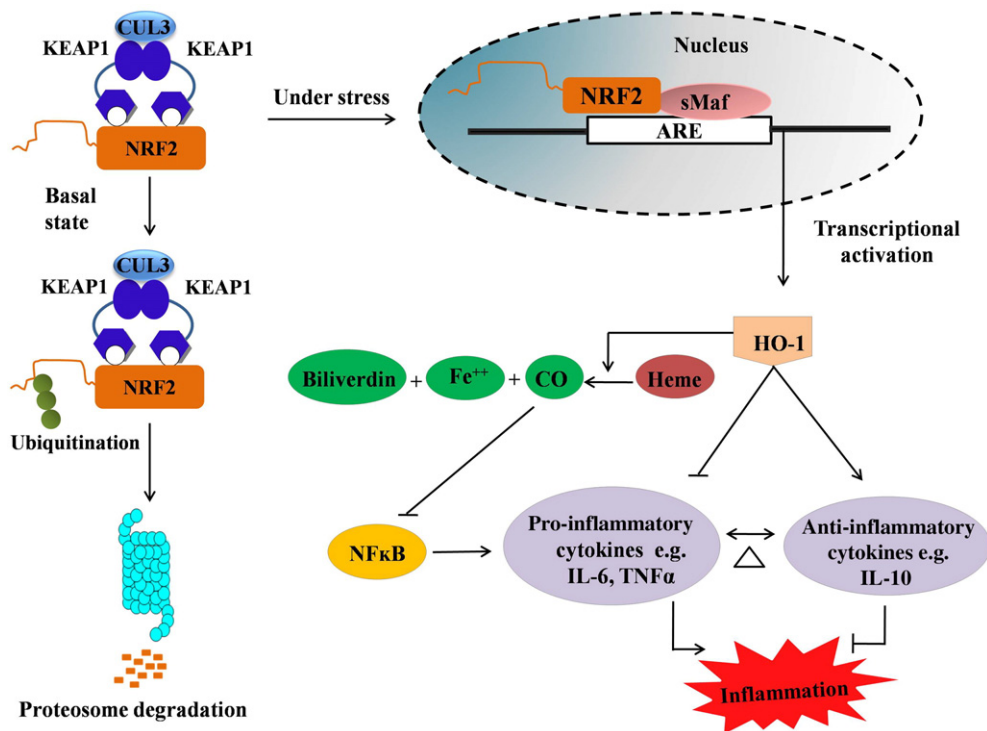 CUL3
KEAP1 KEAP1
NRF2
Basal
state
CUL3
KEAP1 KEAP1
NRF2
Ubiquitination
Proteosome degradation
Under stress
Nucleus
NRF2
sMaf
ARE
Transcriptional
activation
HO-1
Biliverdin + Fe⁺⁺ + CO Heme
NFκB
Pro-inflammatory
cytokines e.g.
IL-6, TNFα
Anti-inflammatory
cytokines e.g.
IL-10
Inflammation